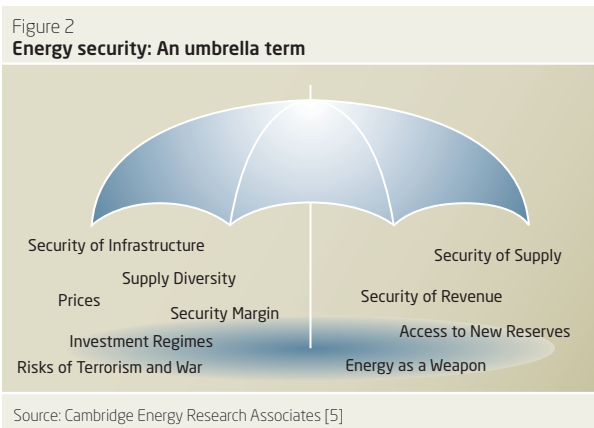 Figure 2
Energy security: An umbrella term
Security of Infrastructure
Security of Supply
Supply Diversity
Prices
Security of Revenue
Security Margin
Access to New Reserves
Investment Regimes
Risks of Terrorism and War
Energy as a Weapon
Source: Cambridge Energy Research Associates [5]